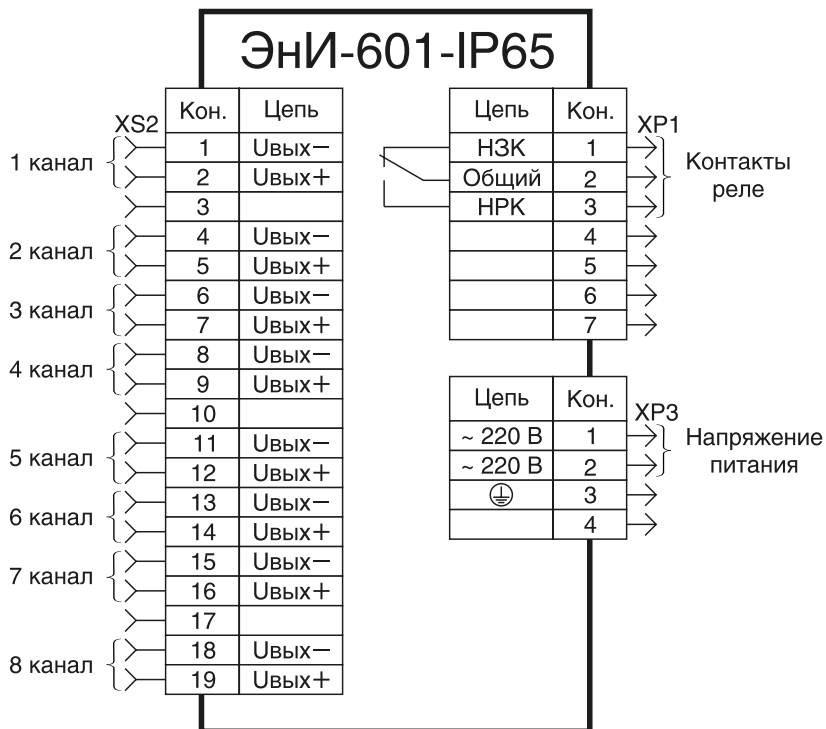 ЭнИ-601-IP65
XS2
Кон. Цепь
1 канал
1 Uвых−
2 Uвых+
3
2 канал
4 Uвых−
5 Uвых+
3 канал
6 Uвых−
7 Uвых+
4 канал
8 Uвых−
9 Uвых+
10
5 канал
11 Uвых−
12 Uвых+
6 канал
13 Uвых−
14 Uвых+
7 канал
15 Uвых−
16 Uвых+
17
8 канал
18 Uвых−
19 Uвых+
Цепь Кон.
XP1
НЗК 1
Общий 2
НРК 3
4
5
6
7
Контакты
реле
Цепь Кон.
XP3
~ 220 В 1
~ 220 В 2
3
4
Напряжение
питания